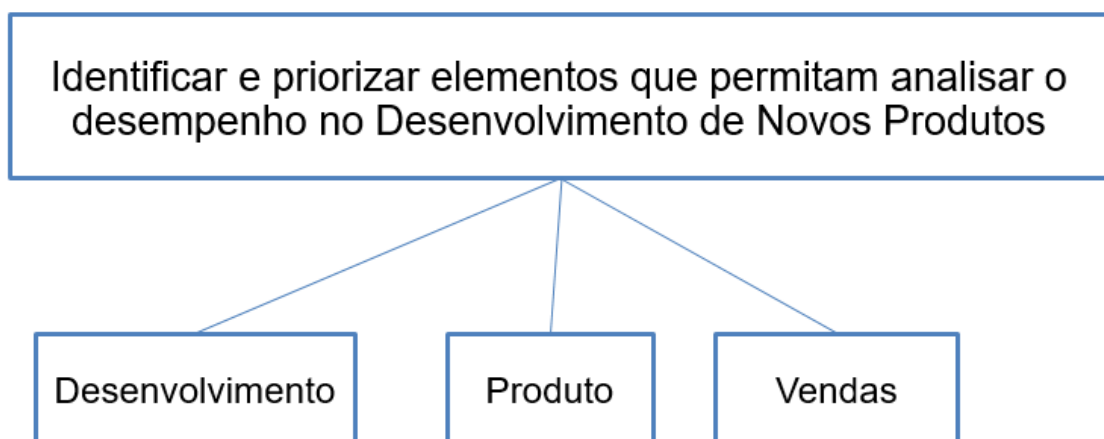 Identificar e priorizar elementos que permitam analisar o
desempenho no Desenvolvimento de Novos Produtos
Desenvolvimento
Produto
Vendas